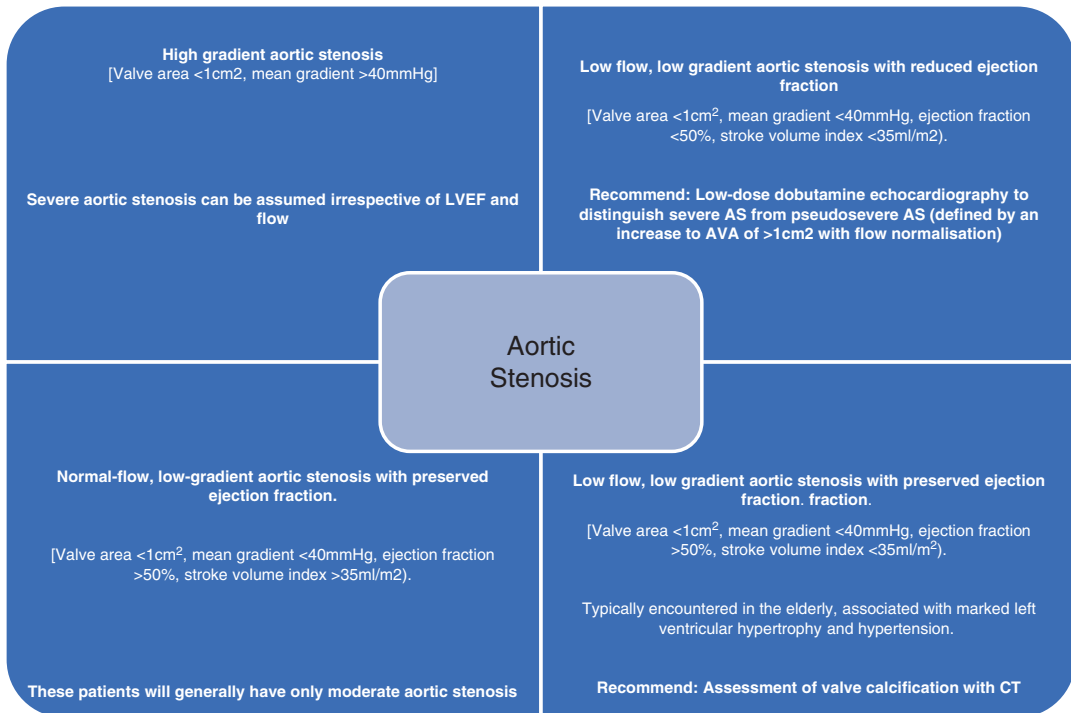 High gradient aortic stenosis
[Valve area <1cm2, mean gradient >40mmHg]
Severe aortic stenosis can be assumed irrespective of LVEF and
flow
Low flow, low gradient aortic stenosis with reduced ejection
fraction
[Valve area <1cm², mean gradient <40mmHg, ejection fraction
<50%, stroke volume index <35ml/m2).
Recommend: Low-dose dobutamine echocardiography to
distinguish severe AS from pseudosevere AS (defined by an
increase to AVA of >1cm2 with flow normalisation)
Aortic
Stenosis
Normal-flow, low-gradient aortic stenosis with preserved
ejection fraction.
[Valve area <1cm², mean gradient <40mmHg, ejection fraction
>50%, stroke volume index >35ml/m2).
These patients will generally have only moderate aortic stenosis
Low flow, low gradient aortic stenosis with preserved ejection
fraction. fraction.
[Valve area <1cm², mean gradient <40mmHg, ejection fraction
>50%, stroke volume index <35ml/m²).
Typically encountered in the elderly, associated with marked left
ventricular hypertrophy and hypertension.
Recommend: Assessment of valve calcification with CT